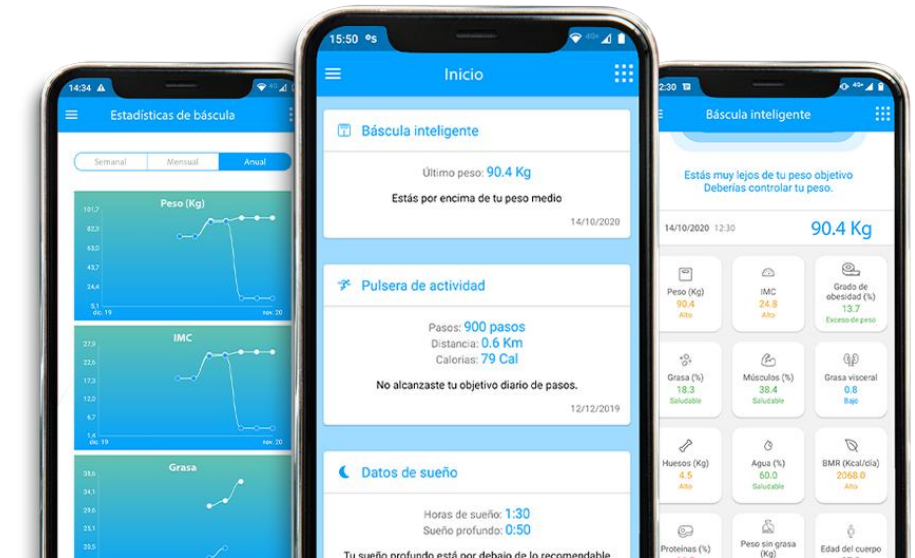 14:34
Estadísticas de báscula
Semanal
Mensual
Anual
Peso (Kg)
101,7
82,3
63,0
43,7
24,4
5,1
dic. 19
nov. 20
IMC
27,9
22,6
17,3
12,0
6,7
1,4
dic. 19
nov. 20
Grasa
38,6
34,1
29,6
25,1
20,5
15:50
4G+
Inicio
Báscula inteligente
Último peso: 90.4 Kg
Estás por encima de tu peso medio
14/10/2020
Pulsera de actividad
Pasos: 900 pasos
Distancia: 0.6 Km
Calorias: 79 Cal
No alcanzaste tu objetivo diario de pasos.
12/12/2019
Datos de sueño
Horas de sueño: 1:30
Sueño profundo: 0:50
Tu sueño profundo está por debajo de lo recomendable
2:30
4G+
Báscula inteligente
Estás muy lejos de tu peso objetivo
Deberías controlar tu peso.
14/10/2020 12:30
90.4 Kg
Peso (Kg)
90.4
Alto
IMC
24.8
Alto
Grado de
obesidad (%)
13.7
Exceso de peso
Grasa (%)
18.3
Saludable
Músculos (%)
38.4
Saludable
Grasa visceral
0.8
Bajo
Huesos (Kg)
4.5
Alto
Agua (%)
60.0
Saludable
BMR (Kcal/día)
2068.0
Alto
Proteinas (%)
Peso sin grasa
(Kg)
Edad del cuerpo